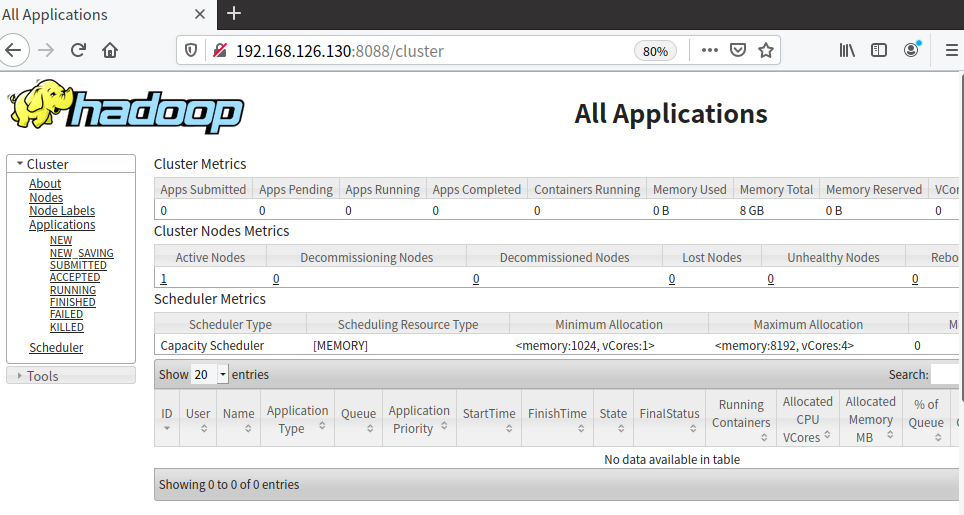 All Applications
192.168.126.130:8088/cluster
80%
hadoop
All Applications
Cluster
About
Nodes
Node Labels
Applications
NEW
NEW_SAVING
SUBMITTED
ACCEPTED
RUNNING
FINISHED
FAILED
KILLED
Scheduler
Tools
Cluster Metrics
Apps Submitted Apps Pending Apps Running Apps Completed Containers Running Memory Used Memory Total Memory Reserved VCor
0 0 0 0 0 0 B 8 GB 0 B 0
Cluster Nodes Metrics
Active Nodes Decommissioning Nodes Decommissioned Nodes Lost Nodes Unhealthy Nodes Rebo
1 0 0 0 0 0
Scheduler Metrics
Scheduler Type Scheduling Resource Type Minimum Allocation Maximum Allocation M
Capacity Scheduler [MEMORY] <memory:1024, vCores:1> <memory:8192, vCores:4> 0
Show 20 entries Search:
ID User Name Application Type Queue Application Priority StartTime FinishTime State FinalStatus Running Containers Allocated CPU VCores Allocated Memory MB % of Queue
No data available in table
Showing 0 to 0 of 0 entries